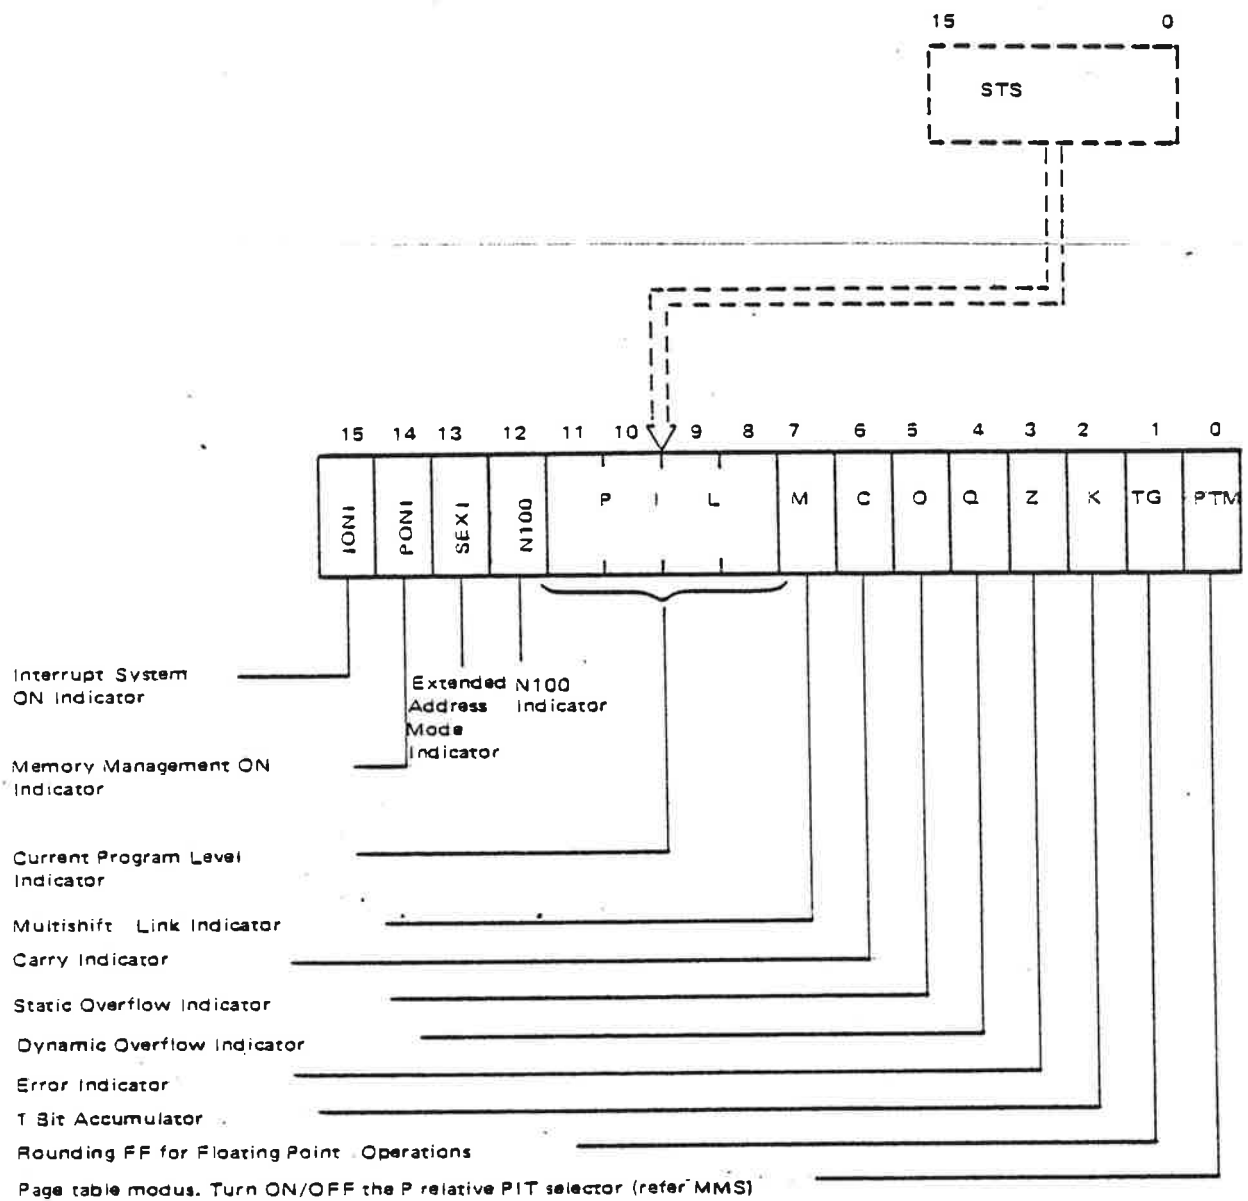 15 0
STS
15 14 13 12 11 10 9 8 7 6 5 4 3 2 1 0
IONI PONI SEXI N100 P I L M C O Q Z K TG PTM
Interrupt System
ON Indicator
Extended
Address
Mode
Indicator
N100
Indicator
Memory Management ON
Indicator
Current Program Level
Indicator
Multishift Link Indicator
Carry Indicator
Static Overflow Indicator
Dynamic Overflow Indicator
Error Indicator
1 Bit Accumulator
Rounding FF for Floating Point Operations
Page table modus. Turn ON/OFF the P relative PIT selector (refer MMS)